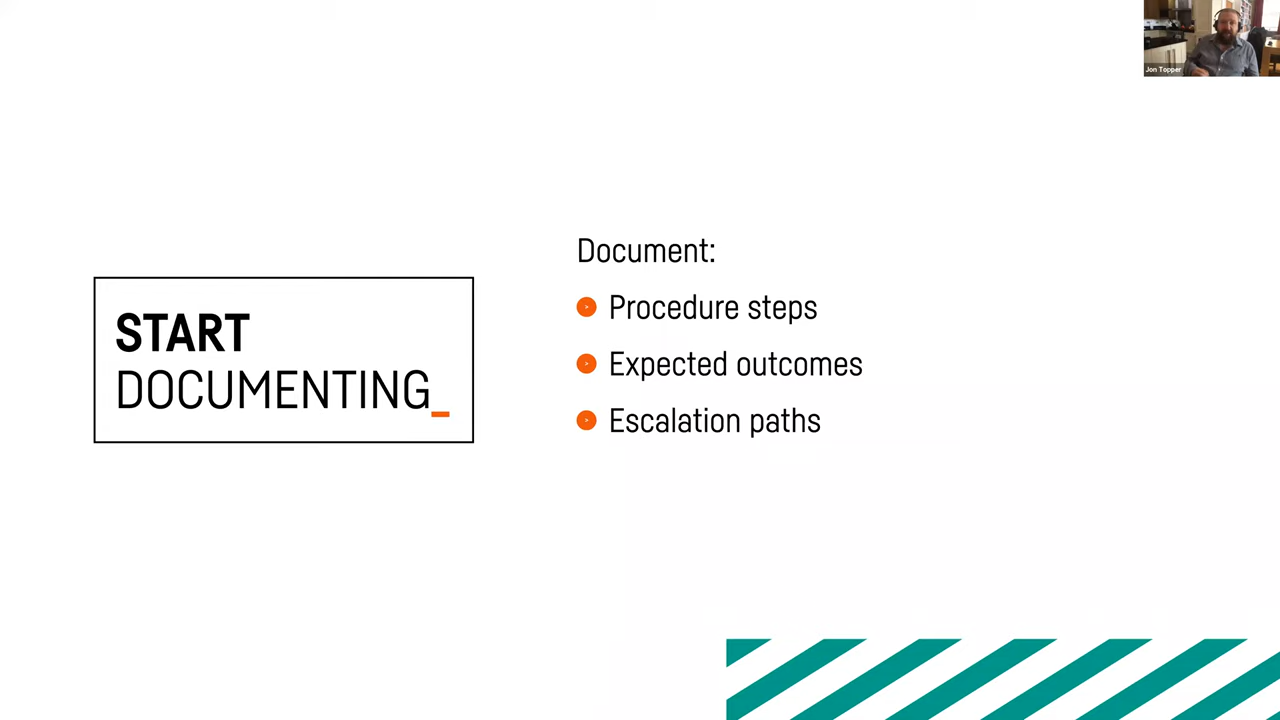 Jon Topper
START
DOCUMENTING_
Document:
Procedure steps
Expected outcomes
Escalation paths